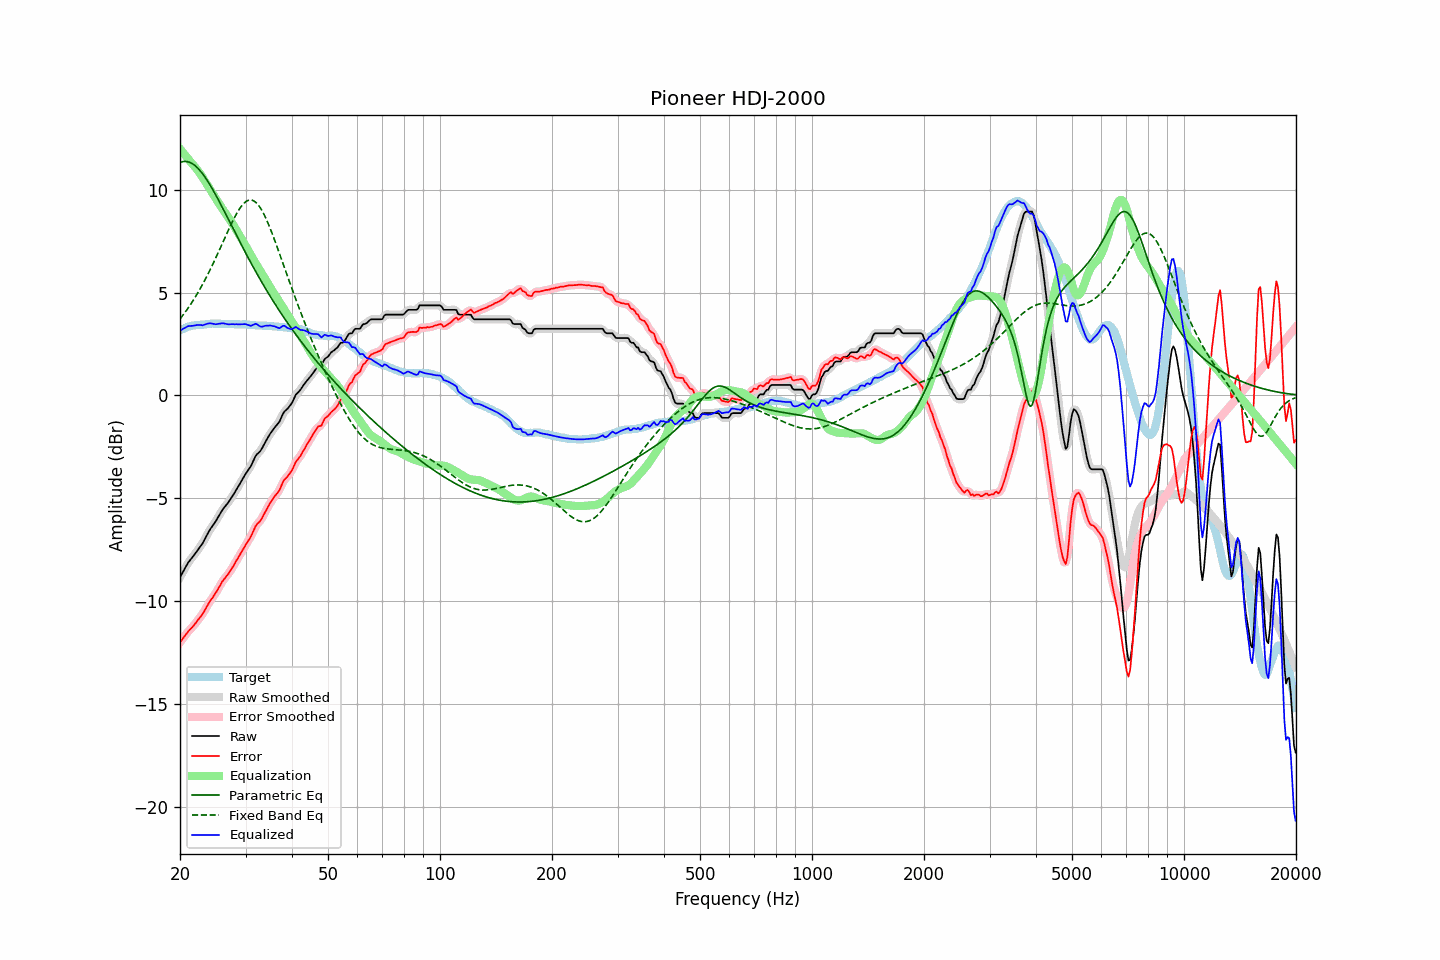 Pioneer HDJ-2000
Amplitude (dBr)
10
5
0
−5
−10
−15
−20
Target
Raw Smoothed
Error Smoothed
Raw
Error
Equalization
Parametric Eq
Fixed Band Eq
Equalized
20 50 100 200 500 1000 2000 5000 10000 20000
Frequency (Hz)